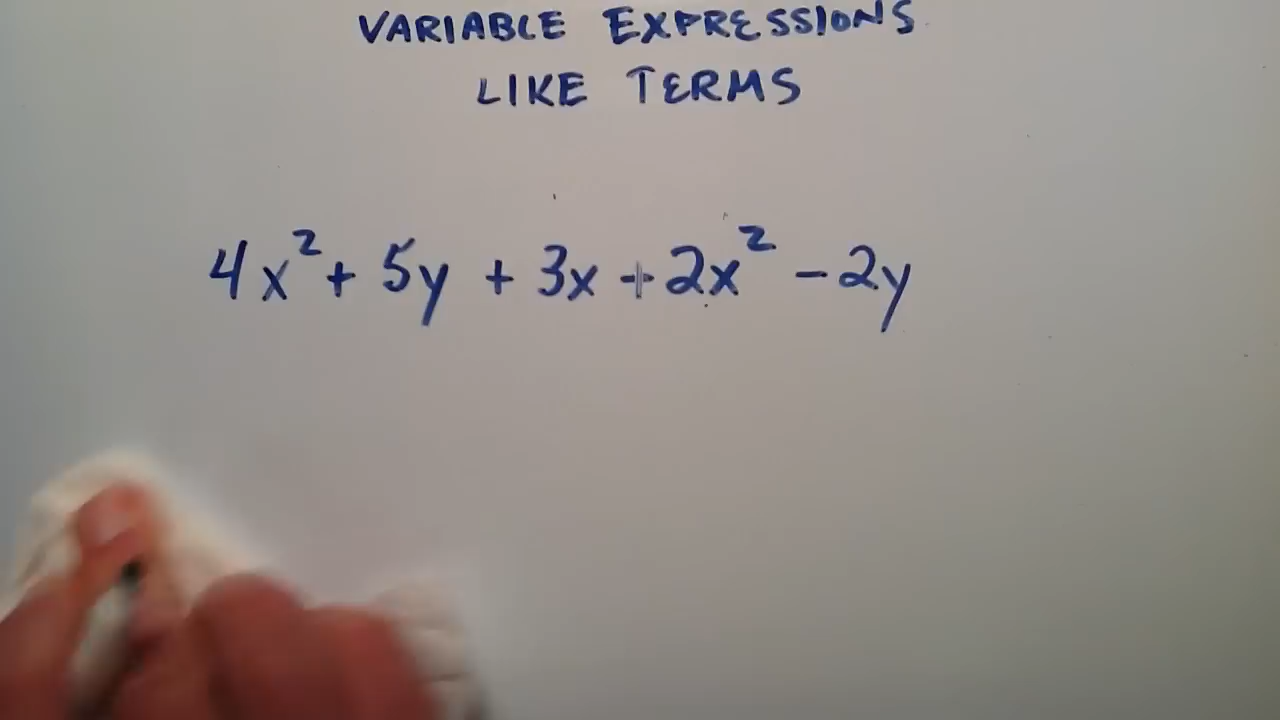 VARIABLE EXPRESSIONS
LIKE TERMS
4x² + 5y + 3x + 2x² - 2y